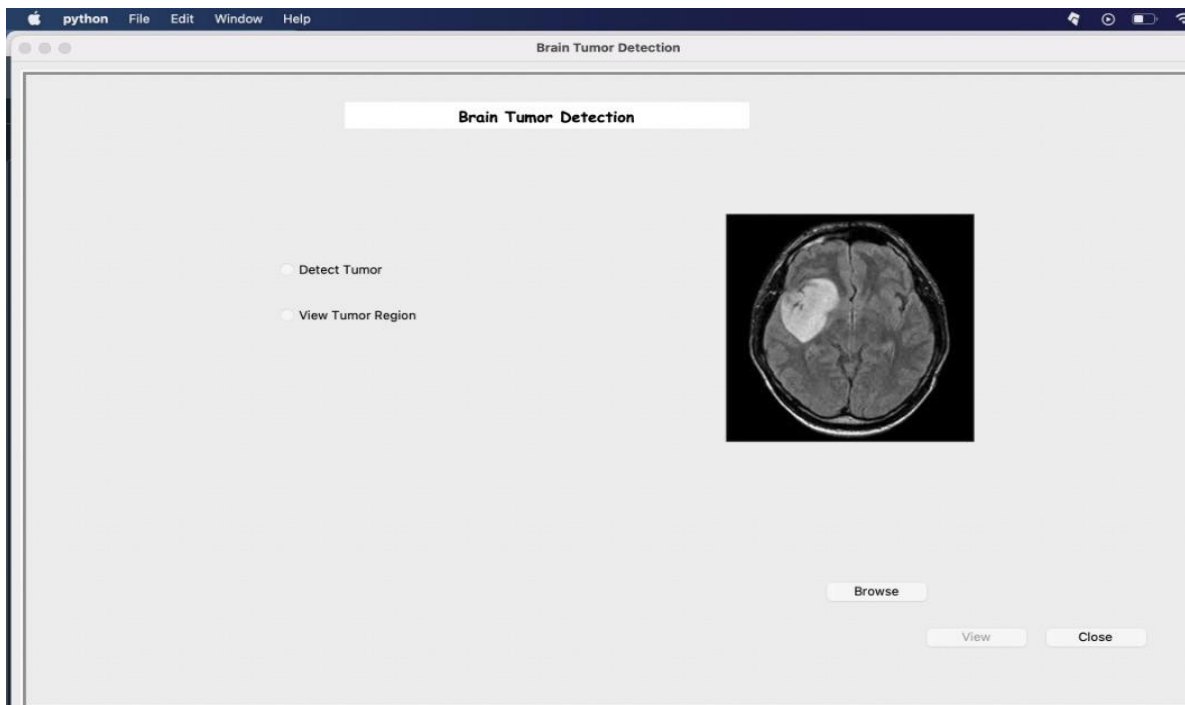 python File Edit Window Help
Brain Tumor Detection
Brain Tumor Detection
Detect Tumor
View Tumor Region
Browse
View Close